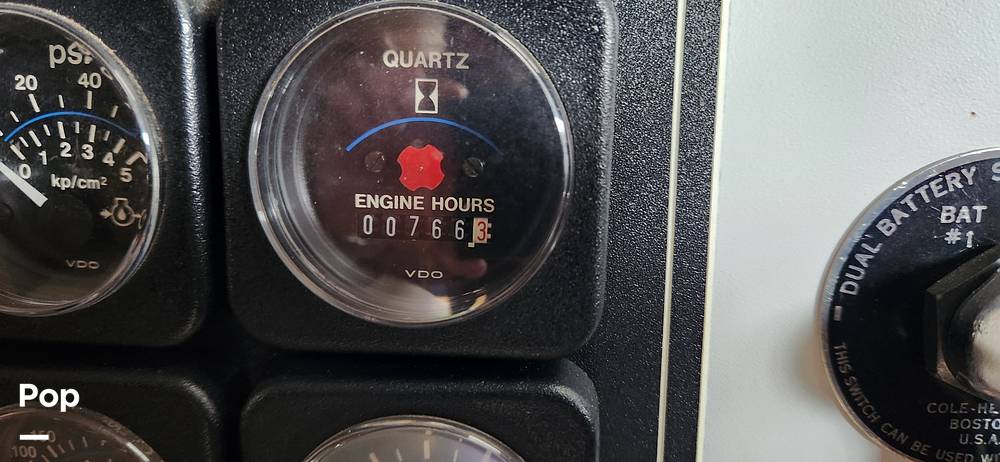 psi
20 40
0 1 2 3 4 5
kp/cm²
VDO
QUARTZ
ENGINE HOURS
007663
VDO
DUAL BATTERY S
BAT
#1
THIS SWITCH CAN BE USED WI
COLE-HE
BOSTO
U.S.A.
100 150
Pop